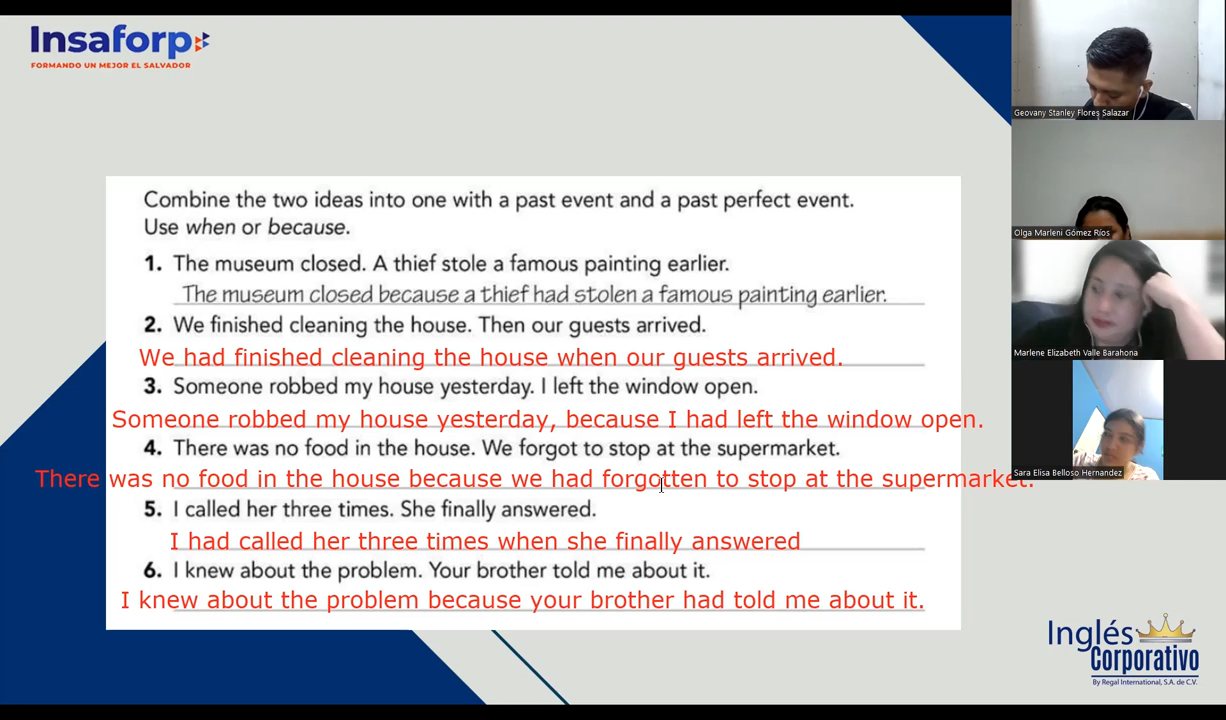 Insaforp
FORMANDO UN MEJOR EL SALVADOR
Geovany Stanley Flores Salazar
Olga Marleni Gómez Ríos
Marlene Elizabeth Valle Barahona
Sara Elisa Belloso Hernandez
Combine the two ideas into one with a past event and a past perfect event.
Use when or because.
1. The museum closed. A thief stole a famous painting earlier.
The museum closed because a thief had stolen a famous painting earlier.
2. We finished cleaning the house. Then our guests arrived.
We had finished cleaning the house when our guests arrived.
3. Someone robbed my house yesterday. I left the window open.
Someone robbed my house yesterday, because I had left the window open.
4. There was no food in the house. We forgot to stop at the supermarket.
There was no food in the house because we had forgotten to stop at the supermarket.
5. I called her three times. She finally answered.
I had called her three times when she finally answered
6. I knew about the problem. Your brother told me about it.
I knew about the problem because your brother had told me about it.
Inglés
Corporativo
By Regal International, S.A. de C.V.